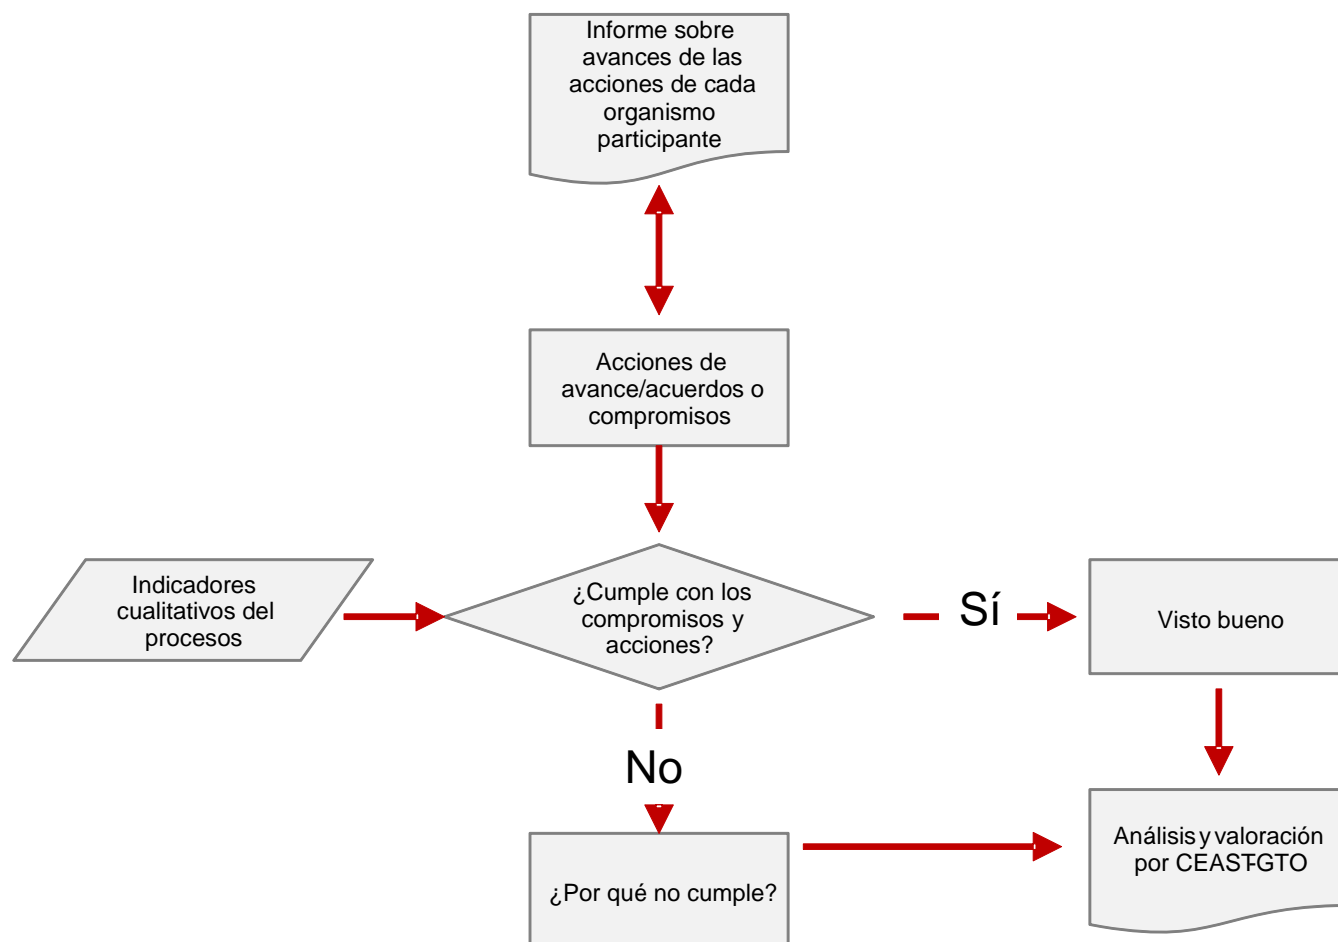 Informe sobre
avances de las
acciones de cada
organismo
participante
Acciones de
avance/acuerdos o
compromisos
Indicadores
cualitativos del
procesos
¿Cumple con los
compromisos y
acciones?
Sí
Visto bueno
No
¿Por qué no cumple?
Análisis y valoración
por CEAST-GTO